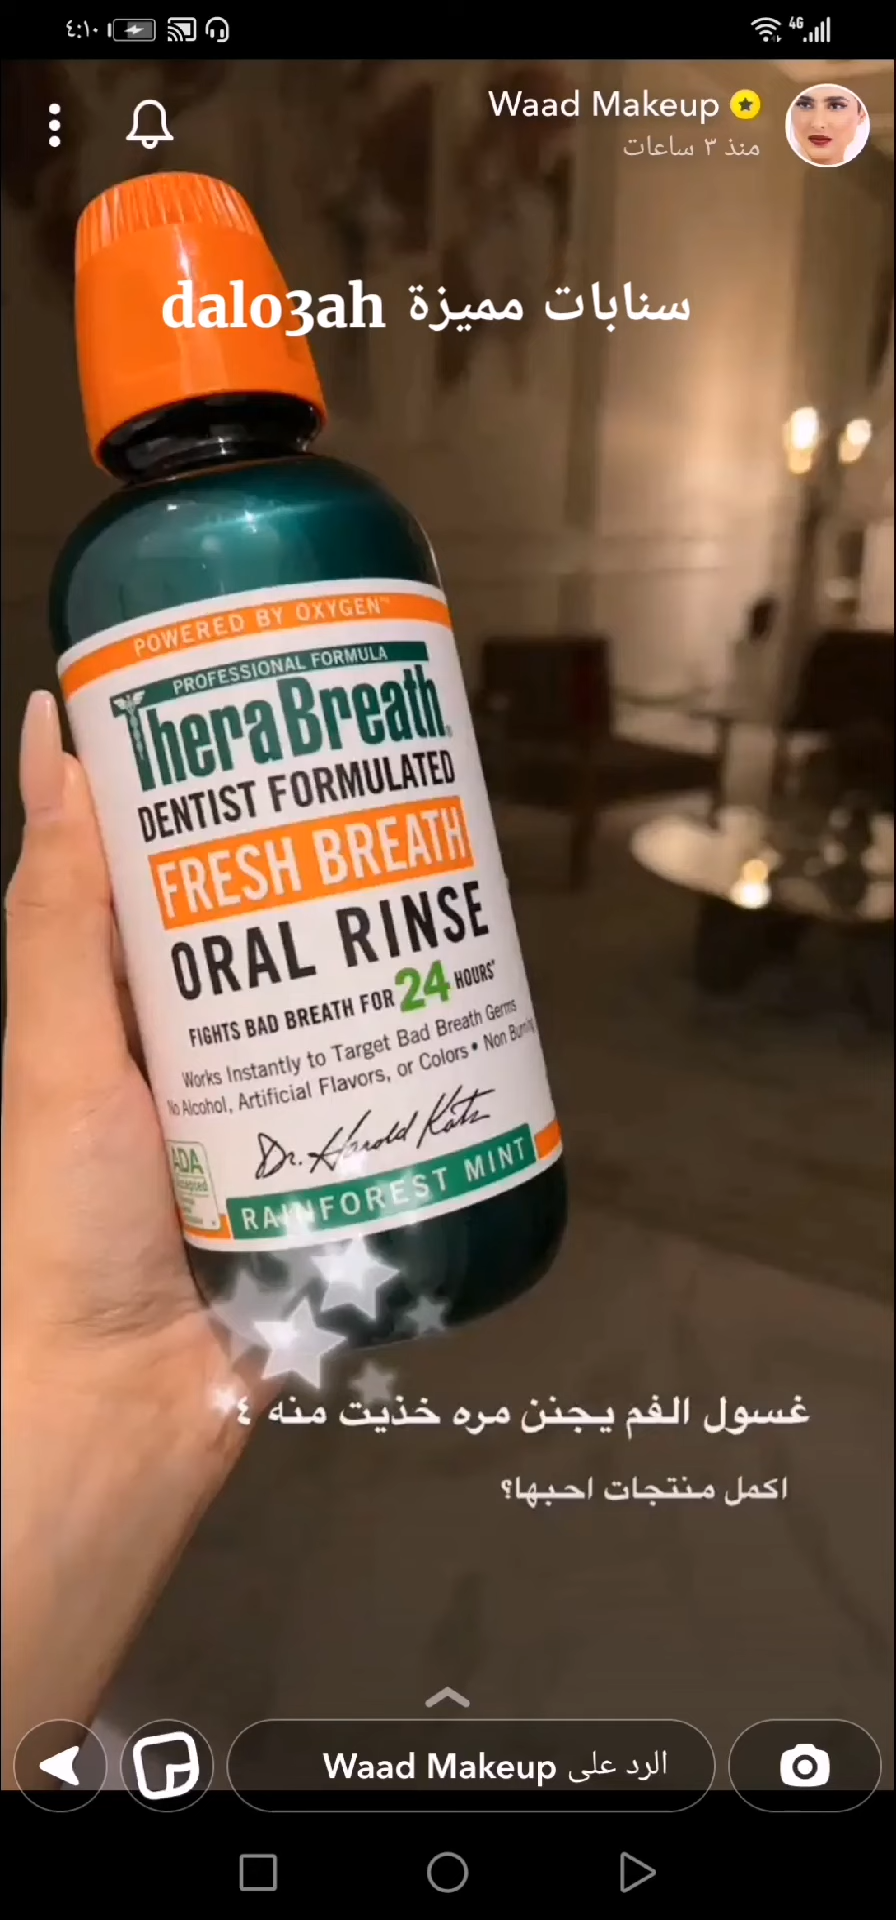 ٤:١٠
4G
Waad Makeup
منذ ٣ ساعات
سنابات مميزة dalo3ah
POWERED BY OXYGEN™
PROFESSIONAL FORMULA
TheraBreath®
DENTIST FORMULATED
FRESH BREATH
ORAL RINSE
FIGHTS BAD BREATH FOR 24 HOURS*
Works Instantly to Target Bad Breath Germs
No Alcohol, Artificial Flavors, or Colors • Non Burning
Dr. Harold Katz
ADA
Accepted
RAINFOREST MINT
غسول الفم يجنن مره خذيت منه ٤
اكمل منتجات احبها؟
الرد على Waad Makeup